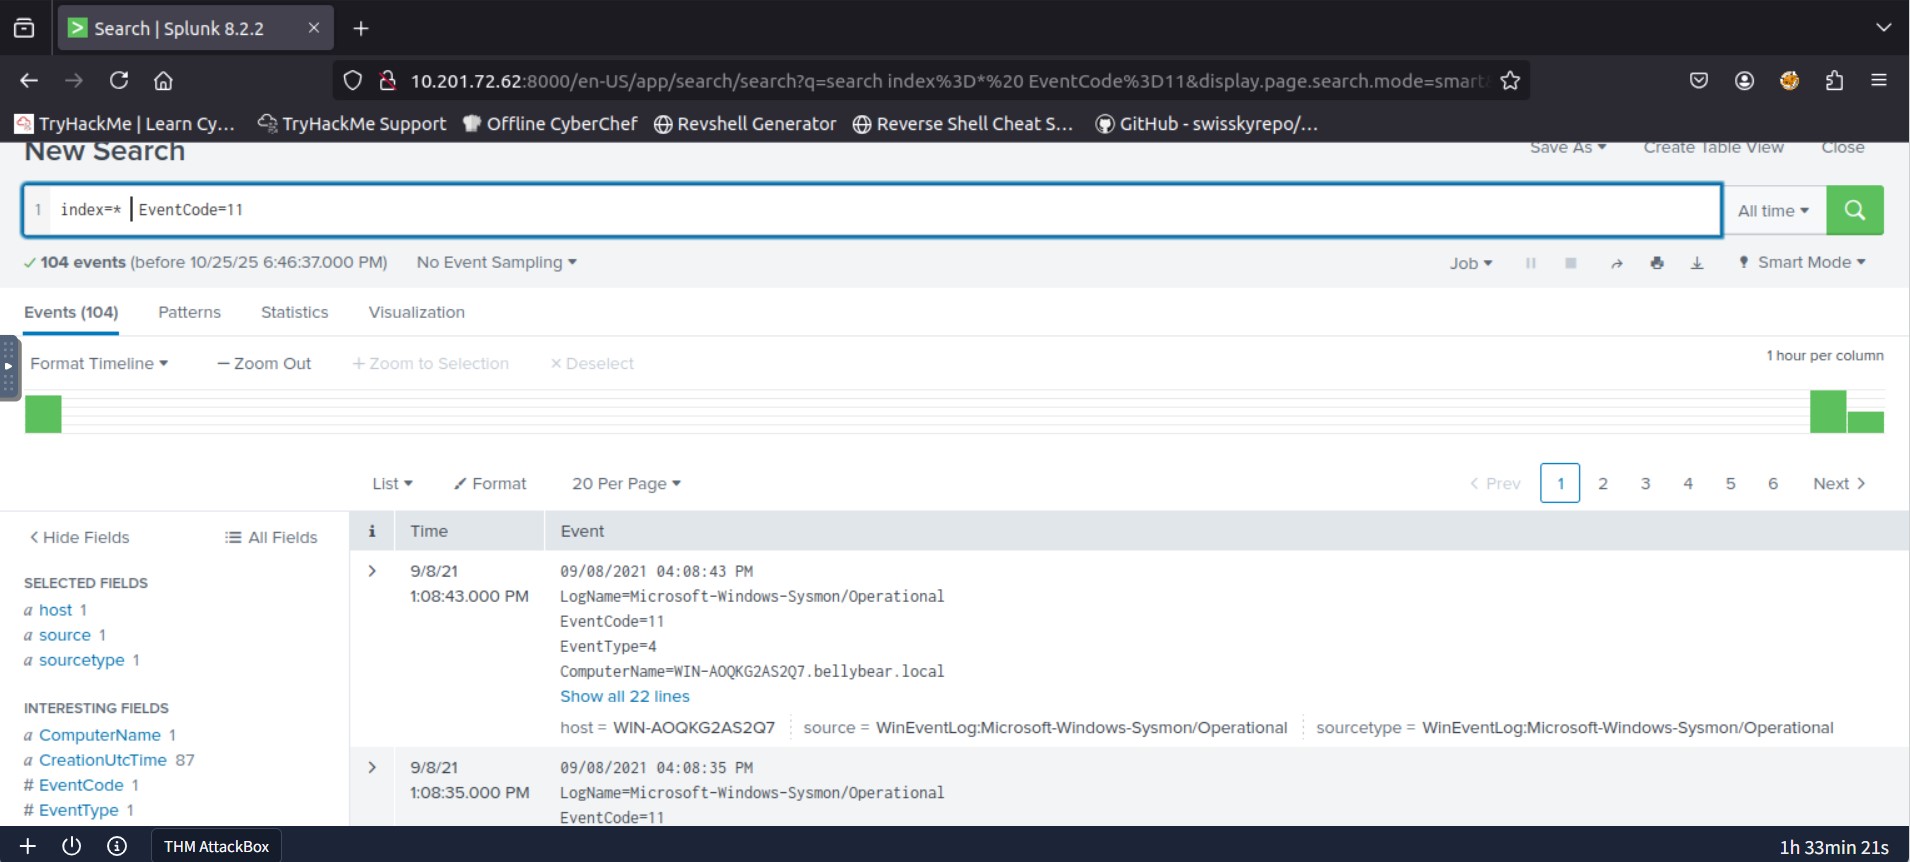 Search | Splunk 8.2.2
10.201.72.62:8000/en-US/app/search/search?q=search index%3D*%20 EventCode%3D11&display.page.search.mode=smart
TryHackMe | Learn Cy... TryHackMe Support Offline CyberChef Revshell Generator Reverse Shell Cheat S... GitHub - swisskyrepo/...
New Search Save As Create Table View Close
1 index=* EventCode=11 All time
104 events (before 10/25/25 6:46:37.000 PM) No Event Sampling Job Smart Mode
Events (104) Patterns Statistics Visualization
Format Timeline — Zoom Out + Zoom to Selection × Deselect 1 hour per column
List Format 20 Per Page < Prev 1 2 3 4 5 6 Next >
< Hide Fields All Fields i Time Event
SELECTED FIELDS
a host 1
a source 1
a sourcetype 1
INTERESTING FIELDS
a ComputerName 1
a CreationUtcTime 87
# EventCode 1
# EventType 1
> 9/8/21 09/08/2021 04:08:43 PM
1:08:43.000 PM LogName=Microsoft-Windows-Sysmon/Operational
EventCode=11
EventType=4
ComputerName=WIN-AOQKG2AS2Q7.bellybear.local
Show all 22 lines
host = WIN-AOQKG2AS2Q7 source = WinEventLog:Microsoft-Windows-Sysmon/Operational sourcetype = WinEventLog:Microsoft-Windows-Sysmon/Operational
> 9/8/21 09/08/2021 04:08:35 PM
1:08:35.000 PM LogName=Microsoft-Windows-Sysmon/Operational
EventCode=11
THM AttackBox 1h 33min 21s